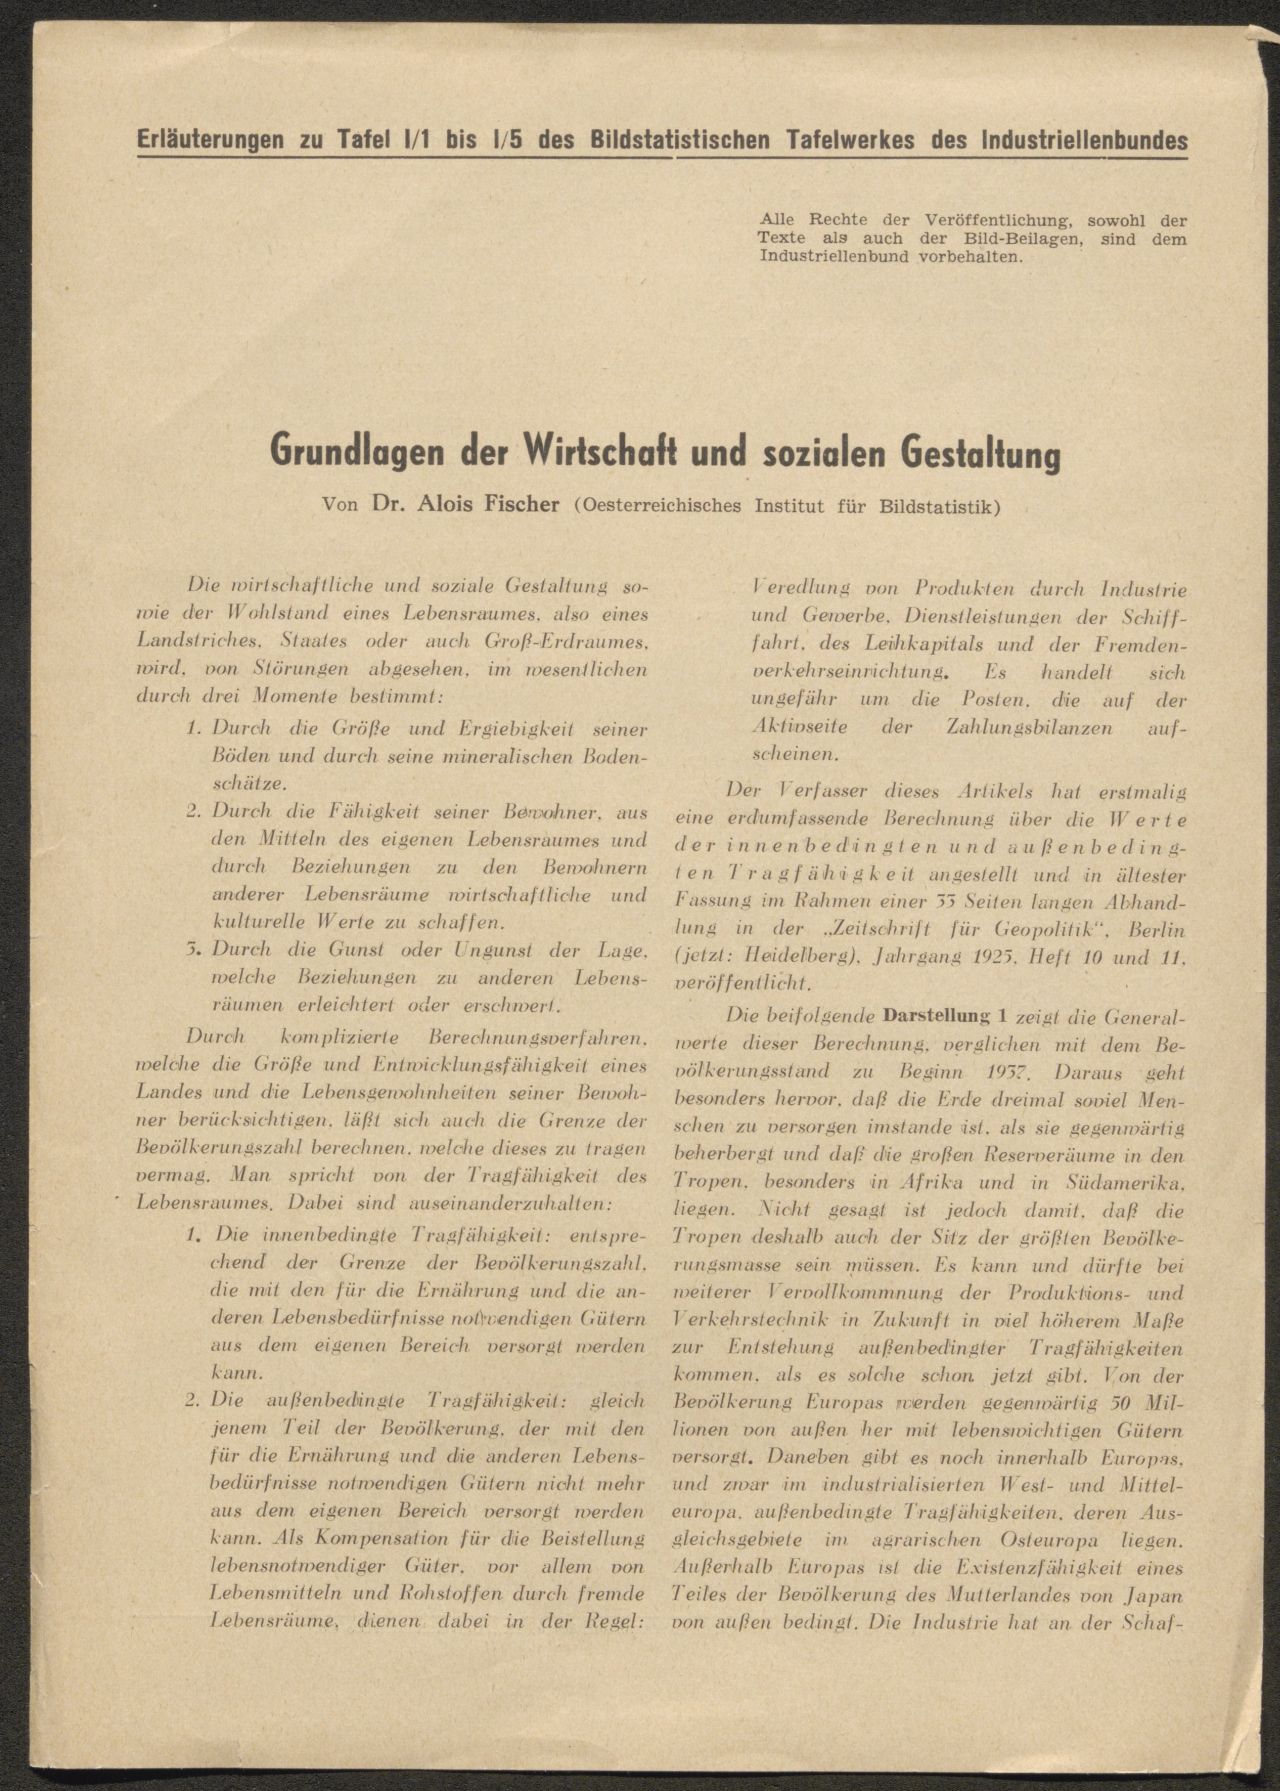 Erläuterungen zu Tafel I/1 bis I/5 des Bildstatistischen Tafelwerkes des Industriellenbundes
Alle Rechte der Veröffentlichung, sowohl der
Texte als auch der Bild-Beilagen, sind dem
Industriellenbund vorbehalten.
Grundlagen der Wirtschaft und sozialen Gestaltung
Von Dr. Alois Fischer (Oesterreichisches Institut für Bildstatistik)
Die wirtschaftliche und soziale Gestaltung so-
wie der Wohlstand eines Lebensraumes, also eines
Landstriches, Staates oder auch Groß-Erdraumes,
wird, von Störungen abgesehen, im wesentlichen
durch drei Momente bestimmt:
1. Durch die Größe und Ergiebigkeit seiner
Böden und durch seine mineralischen Boden-
schätze.
2. Durch die Fähigkeit seiner Bewohner, aus
den Mitteln des eigenen Lebensraumes und
durch Beziehungen zu den Bewohnern
anderer Lebensräume wirtschaftliche und
kulturelle Werte zu schaffen.
3. Durch die Gunst oder Ungunst der Lage,
welche Beziehungen zu anderen Lebens-
räumen erleichtert oder erschwert.
Durch komplizierte Berechnungsverfahren,
welche die Größe und Entwicklungsfähigkeit eines
Landes und die Lebensgewohnheiten seiner Bewoh-
ner berücksichtigen, läßt sich auch die Grenze der
Bevölkerungszahl berechnen, welche dieses zu tragen
vermag. Man spricht von der Tragfähigkeit des
Lebensraumes. Dabei sind auseinanderzuhalten:
1. Die innenbedingte Tragfähigkeit: entspre-
chend der Grenze der Bevölkerungszahl,
die mit den für die Ernährung und die an-
deren Lebensbedürfnisse notwendigen Gütern
aus dem eigenen Bereich versorgt werden
kann.
2. Die außenbedingte Tragfähigkeit: gleich
jenem Teil der Bevölkerung, der mit den
für die Ernährung und die anderen Lebens-
bedürfnisse notwendigen Gütern nicht mehr
aus dem eigenen Bereich versorgt werden
kann. Als Kompensation für die Beistellung
lebensnotwendiger Güter, vor allem von
Lebensmitteln und Rohstoffen durch fremde
Lebensräume, dienen dabei in der Regel:
Veredlung von Produkten durch Industrie
und Gewerbe, Dienstleistungen der Schiff-
fahrt, des Leihkapitals und der Fremden-
verkehrseinrichtung. Es handelt sich
ungefähr um die Posten, die auf der
Aktivseite der Zahlungsbilanzen auf-
scheinen.
Der Verfasser dieses Artikels hat erstmalig
eine erdumfassende Berechnung über die Werte
der innenbedingten und außenbeding-
ten Tragfähigkeit angestellt und in ältester
Fassung im Rahmen einer 33 Seiten langen Abhand-
lung in der „Zeitschrift für Geopolitik“, Berlin
(jetzt: Heidelberg), Jahrgang 1925, Heft 10 und 11,
veröffentlicht.
Die beifolgende Darstellung 1 zeigt die General-
werte dieser Berechnung, verglichen mit dem Be-
völkerungsstand zu Beginn 1937. Daraus geht
besonders hervor, daß die Erde dreimal soviel Men-
schen zu versorgen imstande ist, als sie gegenwärtig
beherbergt und daß die großen Reserveräume in den
Tropen, besonders in Afrika und in Südamerika,
liegen. Nicht gesagt ist jedoch damit, daß die
Tropen deshalb auch der Sitz der größten Bevölke-
rungsmasse sein müssen. Es kann und dürfte bei
weiterer Vervollkommnung der Produktions- und
Verkehrstechnik in Zukunft in viel höherem Maße
zur Entstehung außenbedingter Tragfähigkeiten
kommen, als es solche schon jetzt gibt. Von der
Bevölkerung Europas werden gegenwärtig 50 Mil-
lionen von außen her mit lebenswichtigen Gütern
versorgt. Daneben gibt es noch innerhalb Europas,
und zwar im industrialisierten West- und Mittel-
europa, außenbedingte Tragfähigkeiten, deren Aus-
gleichsgebiete im agrarischen Osteuropa liegen.
Außerhalb Europas ist die Existenzfähigkeit eines
Teiles der Bevölkerung des Mutterlandes von Japan
von außen bedingt. Die Industrie hat an der Schaf-